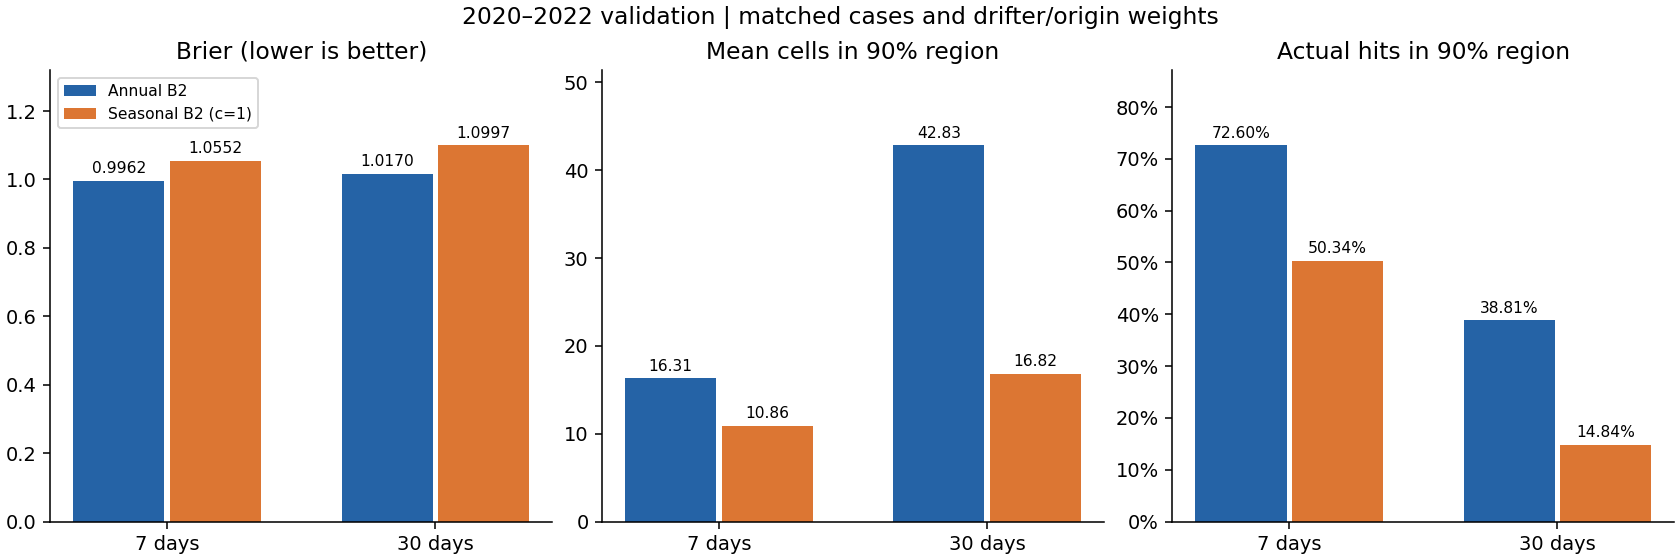 2020–2022 validation | matched cases and drifter/origin weights
Brier (lower is better)
1.2
1.0
0.8
0.6
0.4
0.2
0.0
Annual B2
Seasonal B2 (c=1)
0.9962
1.0552
1.0170
1.0997
7 days
30 days
Mean cells in 90% region
50
40
30
20
10
0
16.31
10.86
42.83
16.82
7 days
30 days
Actual hits in 90% region
80%
70%
60%
50%
40%
30%
20%
10%
0%
72.60%
50.34%
38.81%
14.84%
7 days
30 days